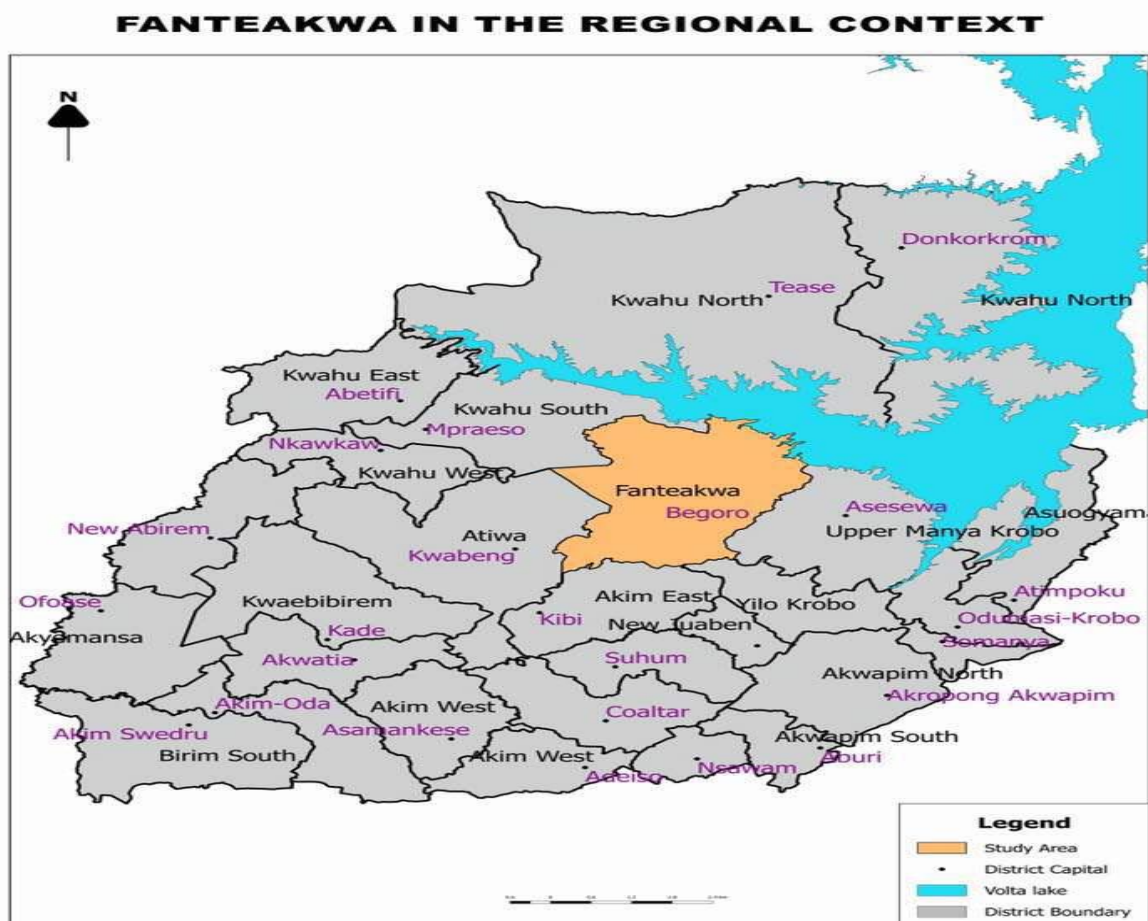 FANTEAKWA IN THE REGIONAL CONTEXT
N
Donkorkrom
Tease
Kwahu North
Kwahu North
Kwahu East
Abetifi
Kwahu South
Mpraeso
Nkawkaw
Kwahu West
Fanteakwa
Begoro
Asesewa
Asuogyama
Upper Manya Krobo
New Abirem
Atiwa
Kwabeng
Ofoase
Kwaebibirem
Akim East
Yilo Krobo
Atimpoku
Kibi
New Juaben
Odumasi-Krobo
Akyamansa
Kade
Somanya
Akwatia
Suhum
Akwapim North
Akropong Akwapim
Akim-Oda
Akim West
Coaltar
Akim Swedru
Asamankese
Akwapim South
Birim South
Akim West
Aburi
Adeiso
Nsawam
Legend
Study Area
District Capital
Volta lake
District Boundary